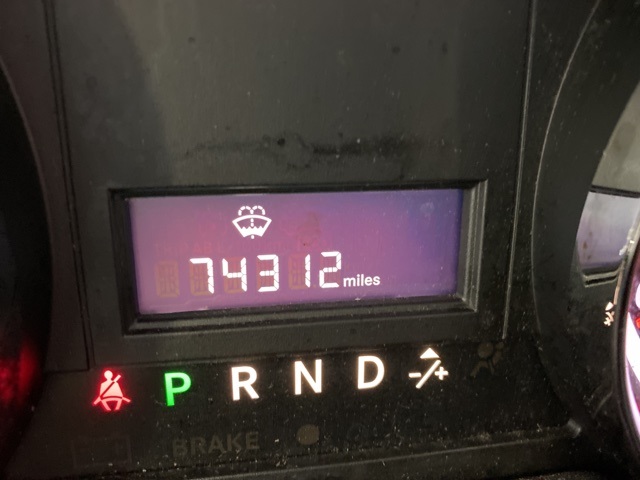 74312 miles
P R N D -/+
BRAKE